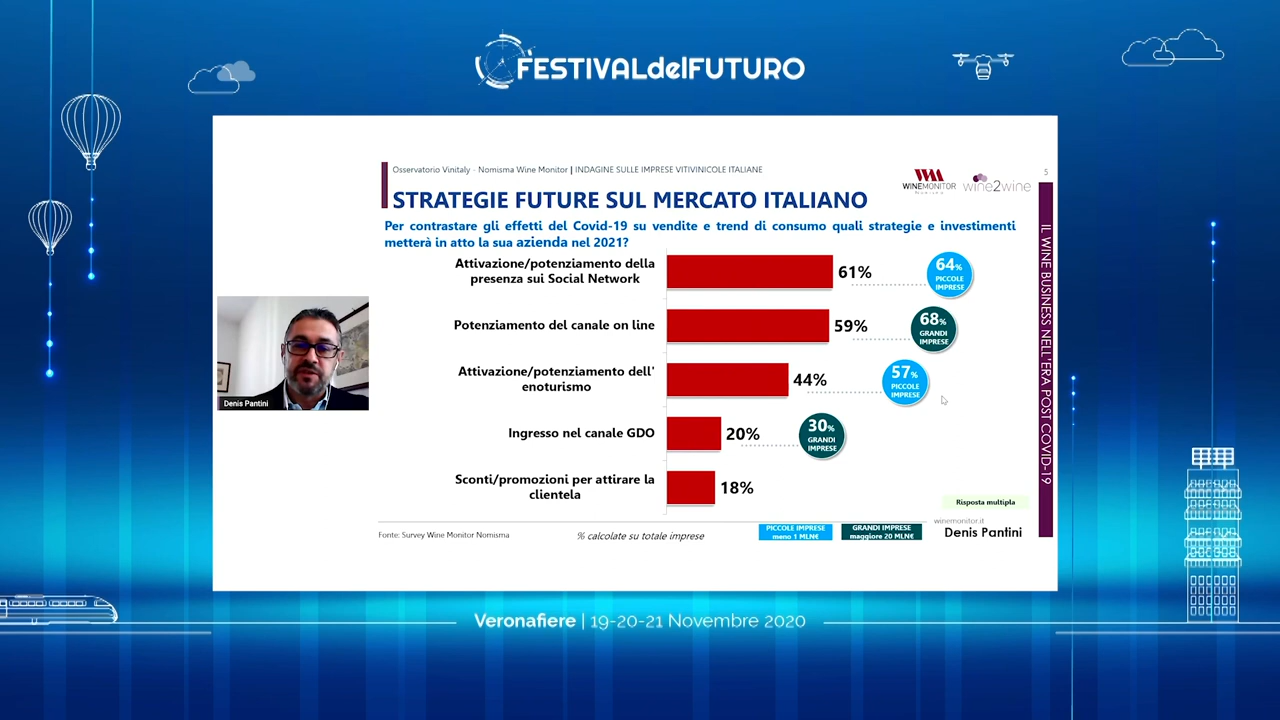 FESTIVALdelFUTURO
Osservatorio Vinitaly - Nomisma Wine Monitor | INDAGINE SULLE IMPRESE VITIVINICOLE ITALIANE
WINEMONITOR
Nomisma
wine2wine
5
STRATEGIE FUTURE SUL MERCATO ITALIANO
Per contrastare gli effetti del Covid-19 su vendite e trend di consumo quali strategie e investimenti
metterà in atto la sua azienda nel 2021?
Attivazione/potenziamento della
presenza sui Social Network
61%
64%
PICCOLE
IMPRESE
Potenziamento del canale on line
59%
68%
GRANDI
IMPRESE
Attivazione/potenziamento dell'
enoturismo
44%
57%
PICCOLE
IMPRESE
Ingresso nel canale GDO
20%
30%
GRANDI
IMPRESE
Sconti/promozioni per attirare la
clientela
18%
Risposta multipla
IL WINE BUSINESS NELL'ERA POST COVID-19
Denis Pantini
Fonte: Survey Wine Monitor Nomisma
% calcolate su totale imprese
PICCOLE IMPRESE
meno 1 MLN€
GRANDI IMPRESE
maggiore 20 MLN€
winemonitor.it
Denis Pantini
Veronafiere | 19-20-21 Novembre 2020